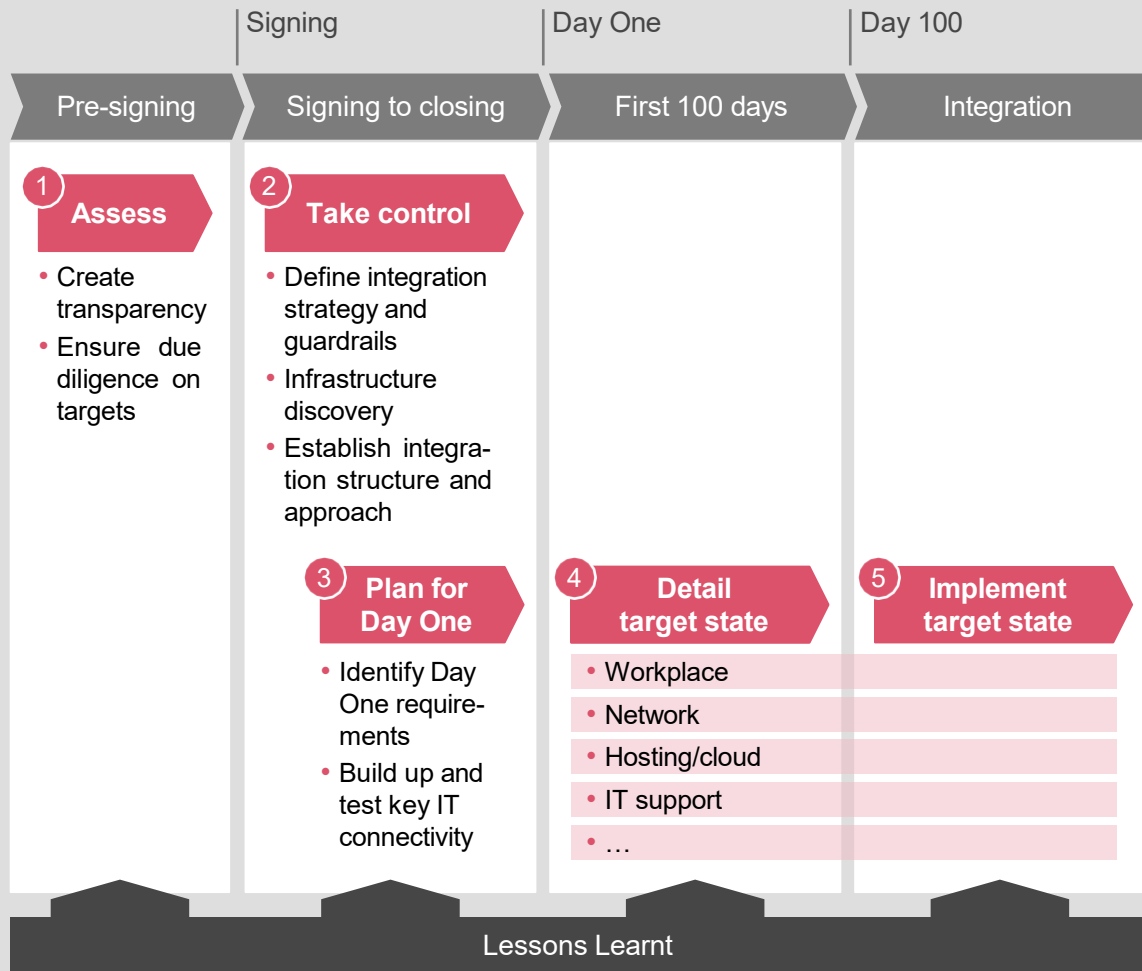 Signing
Day One
Day 100
Pre-signing
Signing to closing
First 100 days
Integration
1
Assess
• Create
transparency
• Ensure due
diligence on
targets
2
Take control
• Define integration
strategy and
guardrails
• Infrastructure
discovery
• Establish integra-
tion structure and
approach
3
Plan for
Day One
• Identify Day
One require-
ments
• Build up and
test key IT
connectivity
4
Detail
target state
5
Implement
target state
• Workplace
• Network
• Hosting/cloud
• IT support
• …
Lessons Learnt